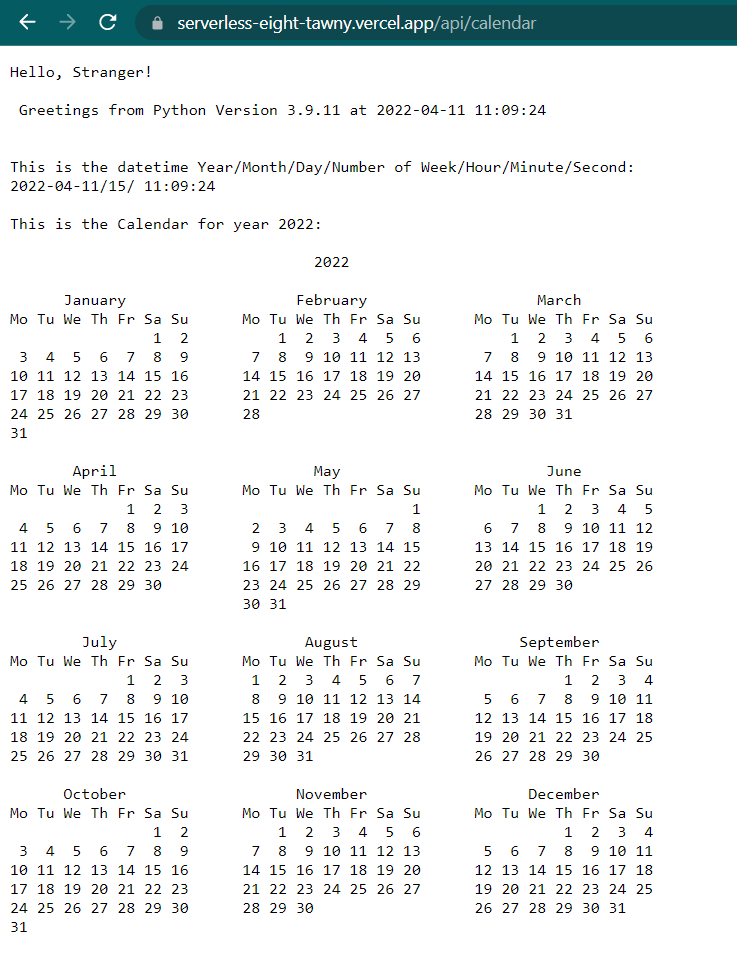 serverless-eight-tawny.vercel.app/api/calendar
Hello, Stranger!
 Greetings from Python Version 3.9.11 at 2022-04-11 11:09:24
This is the datetime Year/Month/Day/Number of Week/Hour/Minute/Second:
2022-04-11/15/ 11:09:24
This is the Calendar for year 2022:
                                  2022
      January                   February                   March
Mo Tu We Th Fr Sa Su      Mo Tu We Th Fr Sa Su      Mo Tu We Th Fr Sa Su
                1  2          1  2  3  4  5  6          1  2  3  4  5  6
 3  4  5  6  7  8  9       7  8  9 10 11 12 13       7  8  9 10 11 12 13
10 11 12 13 14 15 16      14 15 16 17 18 19 20      14 15 16 17 18 19 20
17 18 19 20 21 22 23      21 22 23 24 25 26 27      21 22 23 24 25 26 27
24 25 26 27 28 29 30      28                        28 29 30 31
31
       April                      May                       June
Mo Tu We Th Fr Sa Su      Mo Tu We Th Fr Sa Su      Mo Tu We Th Fr Sa Su
             1  2  3                         1             1  2  3  4  5
 4  5  6  7  8  9 10       2  3  4  5  6  7  8       6  7  8  9 10 11 12
11 12 13 14 15 16 17       9 10 11 12 13 14 15      13 14 15 16 17 18 19
18 19 20 21 22 23 24      16 17 18 19 20 21 22      20 21 22 23 24 25 26
25 26 27 28 29 30         23 24 25 26 27 28 29      27 28 29 30
                          30 31
        July                     August                  September
Mo Tu We Th Fr Sa Su      Mo Tu We Th Fr Sa Su      Mo Tu We Th Fr Sa Su
             1  2  3       1  2  3  4  5  6  7                1  2  3  4
 4  5  6  7  8  9 10       8  9 10 11 12 13 14       5  6  7  8  9 10 11
11 12 13 14 15 16 17      15 16 17 18 19 20 21      12 13 14 15 16 17 18
18 19 20 21 22 23 24      22 23 24 25 26 27 28      19 20 21 22 23 24 25
25 26 27 28 29 30 31      29 30 31                  26 27 28 29 30
      October                   November                  December
Mo Tu We Th Fr Sa Su      Mo Tu We Th Fr Sa Su      Mo Tu We Th Fr Sa Su
                1  2          1  2  3  4  5  6                1  2  3  4
 3  4  5  6  7  8  9       7  8  9 10 11 12 13       5  6  7  8  9 10 11
10 11 12 13 14 15 16      14 15 16 17 18 19 20      12 13 14 15 16 17 18
17 18 19 20 21 22 23      21 22 23 24 25 26 27      19 20 21 22 23 24 25
24 25 26 27 28 29 30      28 29 30                  26 27 28 29 30 31
31